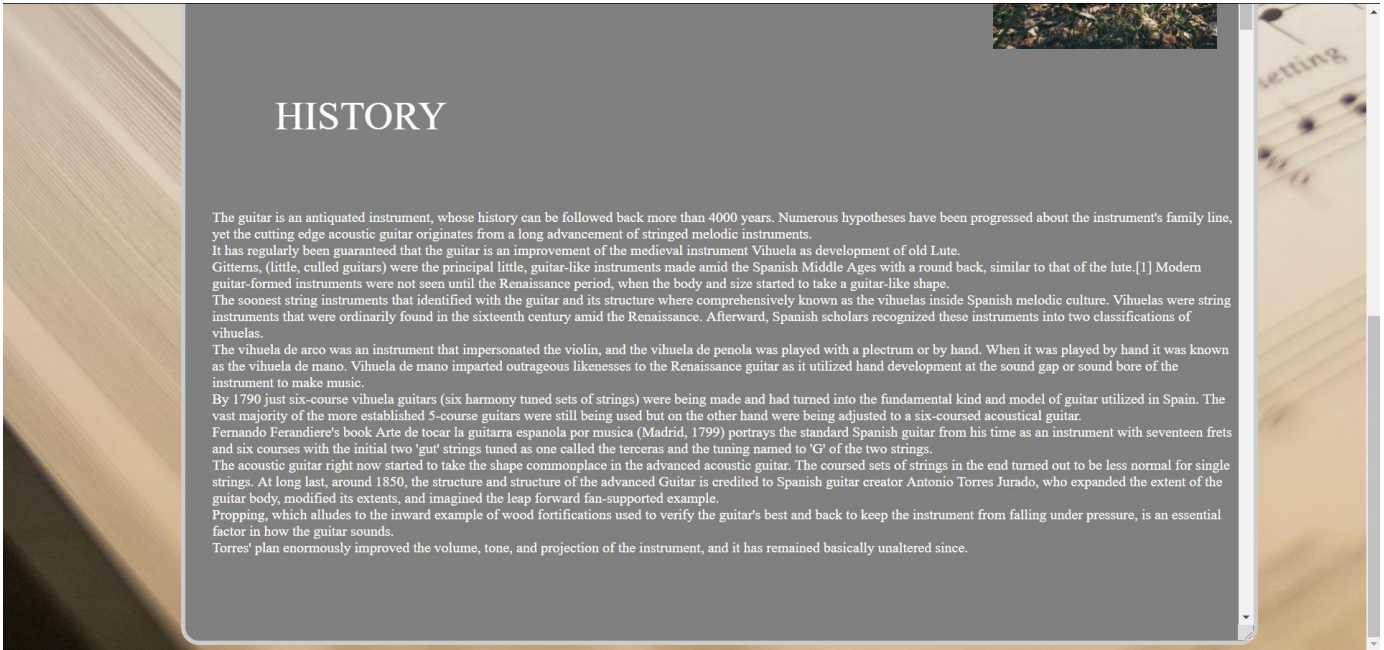 etting
HISTORY
The guitar is an antiquated instrument, whose history can be followed back more than 4000 years. Numerous hypotheses have been progressed about the instrument's family line,
yet the cutting edge acoustic guitar originates from a long advancement of stringed melodic instruments.
It has regularly been guaranteed that the guitar is an improvement of the medieval instrument Vihuela as development of old Lute.
Gitterns, (little, culled guitars) were the principal little, guitar-like instruments made amid the Spanish Middle Ages with a round back, similar to that of the lute.[1] Modern
guitar-formed instruments were not seen until the Renaissance period, when the body and size started to take a guitar-like shape.
The soonest string instruments that identified with the guitar and its structure where comprehensively known as the vihuelas inside Spanish melodic culture. Vihuelas were string
instruments that were ordinarily found in the sixteenth century amid the Renaissance. Afterward, Spanish scholars recognized these instruments into two classifications of
vihuelas.
The vihuela de arco was an instrument that impersonated the violin, and the vihuela de penola was played with a plectrum or by hand. When it was played by hand it was known
as the vihuela de mano. Vihuela de mano imparted outrageous likenesses to the Renaissance guitar as it utilized hand development at the sound gap or sound bore of the
instrument to make music.
By 1790 just six-course vihuela guitars (six harmony tuned sets of strings) were being made and had turned into the fundamental kind and model of guitar utilized in Spain. The
vast majority of the more established 5-course guitars were still being used but on the other hand were being adjusted to a six-coursed acoustical guitar.
Fernando Ferandiere's book Arte de tocar la guitarra espanola por musica (Madrid, 1799) portrays the standard Spanish guitar from his time as an instrument with seventeen frets
and six courses with the initial two 'gut' strings tuned as one called the terceras and the tuning named to 'G' of the two strings.
The acoustic guitar right now started to take the shape commonplace in the advanced acoustic guitar. The coursed sets of strings in the end turned out to be less normal for single
strings. At long last, around 1850, the structure and structure of the advanced Guitar is credited to Spanish guitar creator Antonio Torres Jurado, who expanded the extent of the
guitar body, modified its extents, and imagined the leap forward fan-supported example.
Propping, which alludes to the inward example of wood fortifications used to verify the guitar's best and back to keep the instrument from falling under pressure, is an essential
factor in how the guitar sounds.
Torres' plan enormously improved the volume, tone, and projection of the instrument, and it has remained basically unaltered since.